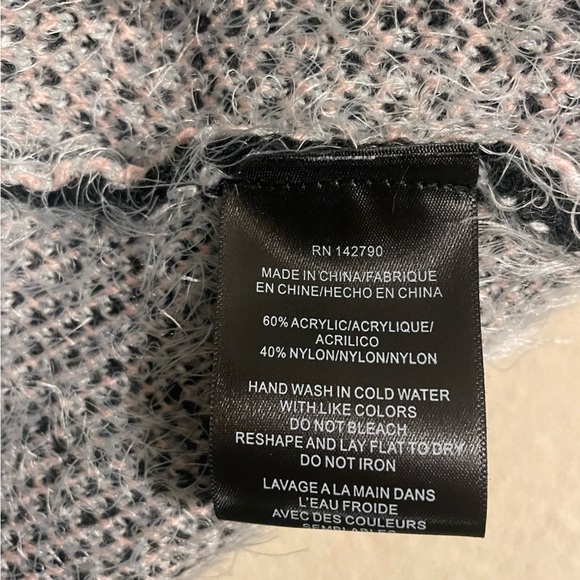 RN 142790
MADE IN CHINA/FABRIQUE
EN CHINE/HECHO EN CHINA
60% ACRYLIC/ACRYLIQUE/
ACRILICO
40% NYLON/NYLON/NYLON
HAND WASH IN COLD WATER
WITH LIKE COLORS
DO NOT BLEACH
RESHAPE AND LAY FLAT TO DRY
DO NOT IRON
LAVAGE A LA MAIN DANS
L'EAU FROIDE
AVEC DES COULEURS
SEMBLABLES